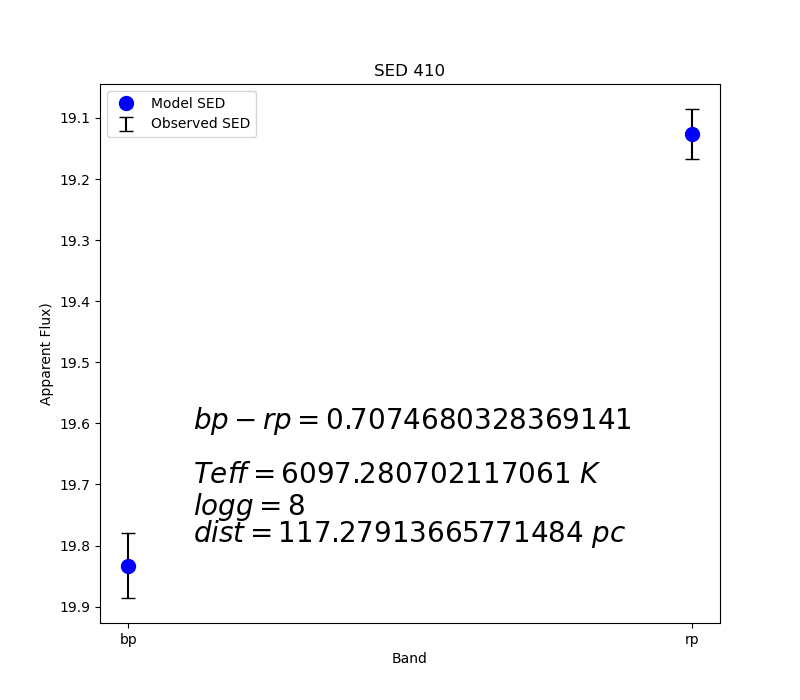 SED 410
Model SED
Observed SED
19.1
19.2
19.3
19.4
19.5
19.6
19.7
19.8
19.9
Apparent Flux)
bp − rp = 0.7074680328369141
Teff = 6097.280702117061 K
logg = 8
dist = 117.27913665771484 pc
bp
rp
Band